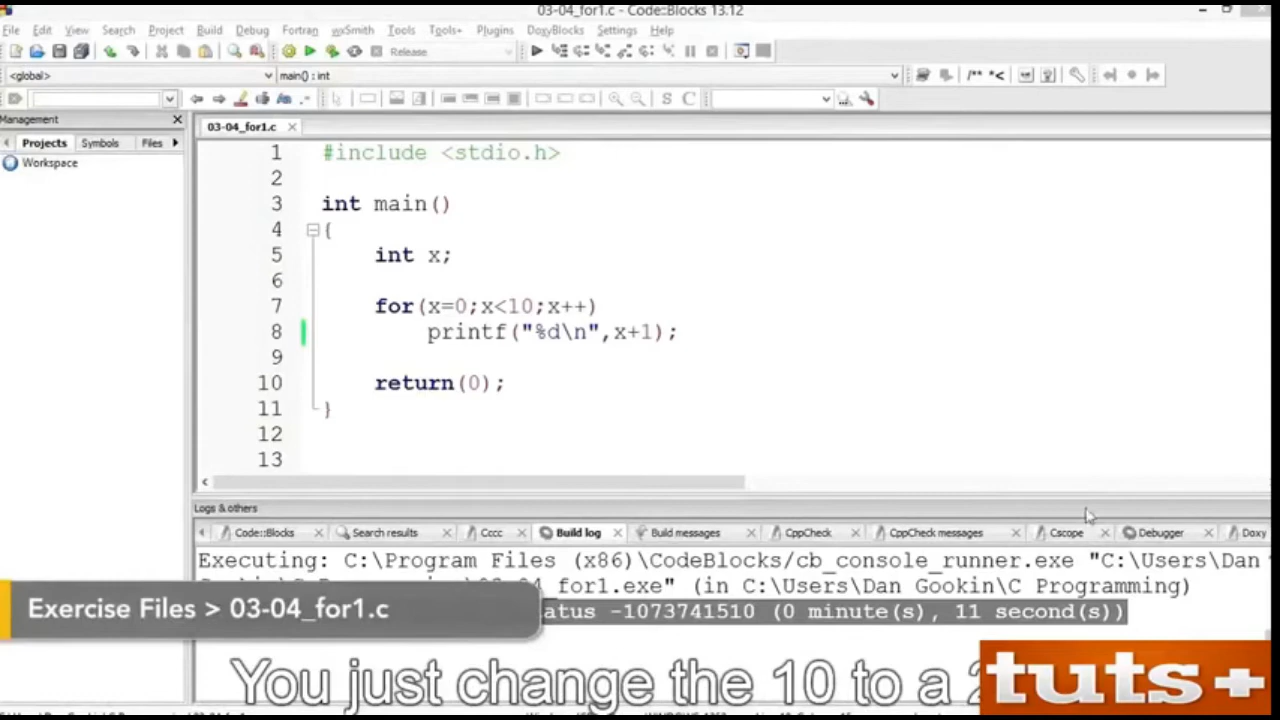 03-04_for1.c - Code::Blocks 13.12
File Edit View Search Project Build Debug Fortran wxSmith Tools Tools+ Plugins DoxyBlocks Settings Help
Release
<global> main() : int
/** *<
S C
Management
03-04_for1.c
Projects Symbols Files
Workspace
1 #include <stdio.h>
2
3 int main()
4 {
5 int x;
6
7 for(x=0;x<10;x++)
8 printf("%d\n",x+1);
9
10 return(0);
11 }
12
13
Logs & others
Code::Blocks Search results Cccc Build log Build messages CppCheck CppCheck messages Cscope Debugger Doxy
Executing: C:\Program Files (x86)\CodeBlocks/cb_console_runner.exe "C:\Users\Dan
_for1.exe" (in C:\Users\Dan Gookin\C Programming)
atus -1073741510 (0 minute(s), 11 second(s))
Exercise Files > 03-04_for1.c
You just change the 10 to a
tuts+